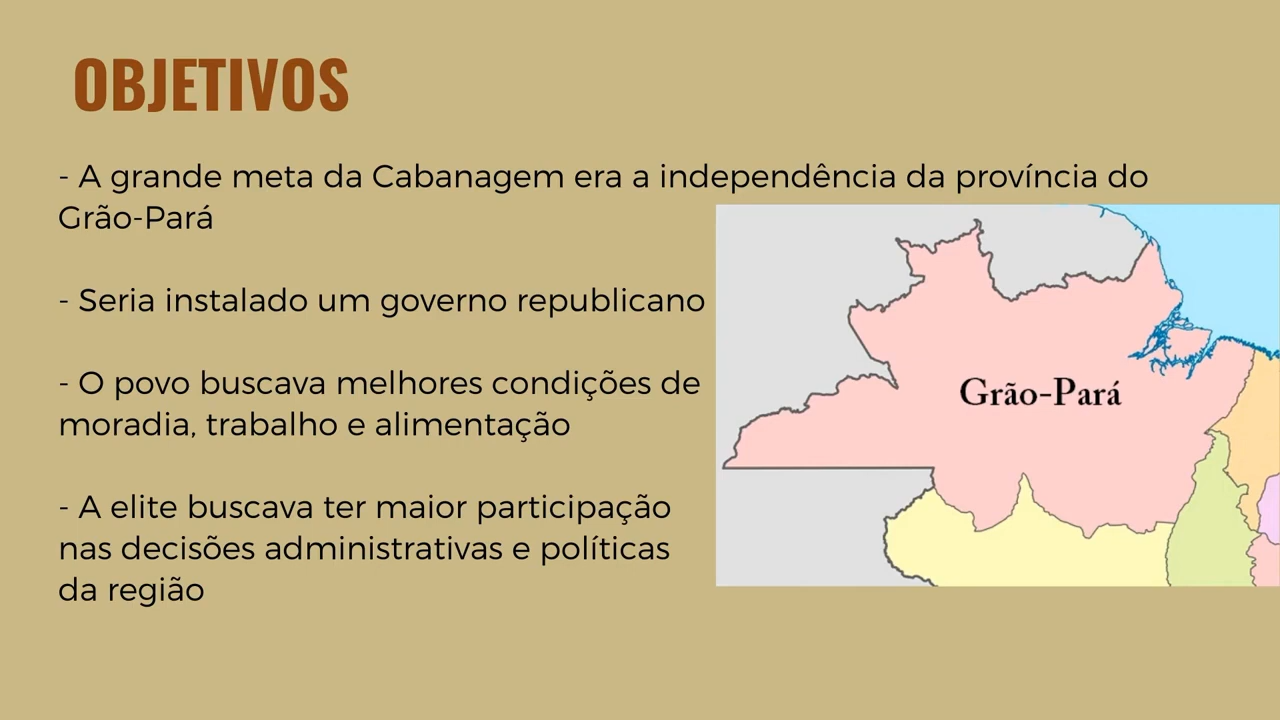 OBJETIVOS
- A grande meta da Cabanagem era a independência da província do
Grão-Pará
- Seria instalado um governo republicano
- O povo buscava melhores condições de
moradia, trabalho e alimentação
- A elite buscava ter maior participação
nas decisões administrativas e políticas
da região
Grão-Pará